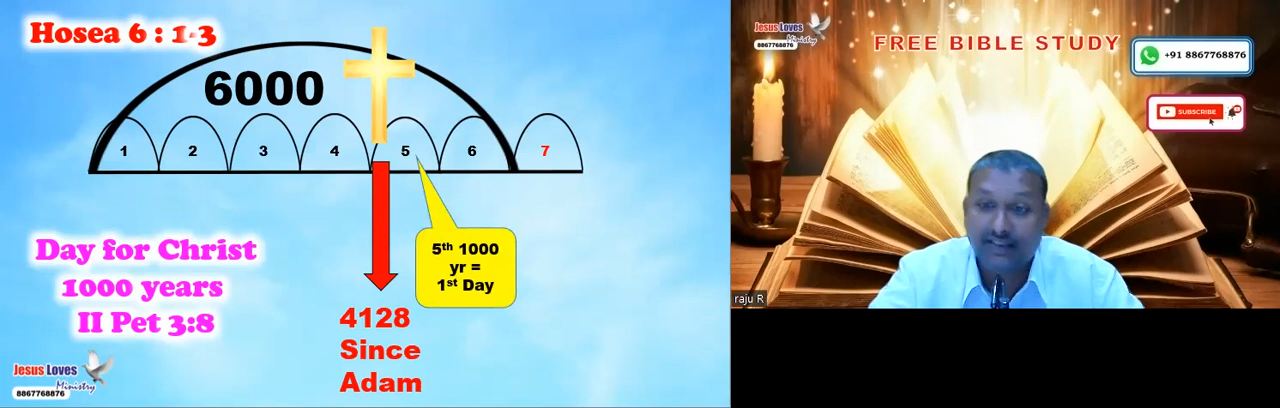 Hosea 6 : 1-3
6000
1 2 3 4 5 6 7
5th 1000
yr =
1st Day
Day for Christ
1000 years
II Pet 3:8
4128
Since
Adam
Jesus Loves
Ministry
8867768876
Jesus Loves
Ministry
8867768876
FREE BIBLE STUDY
+91 8867768876
SUBSCRIBE
raju R